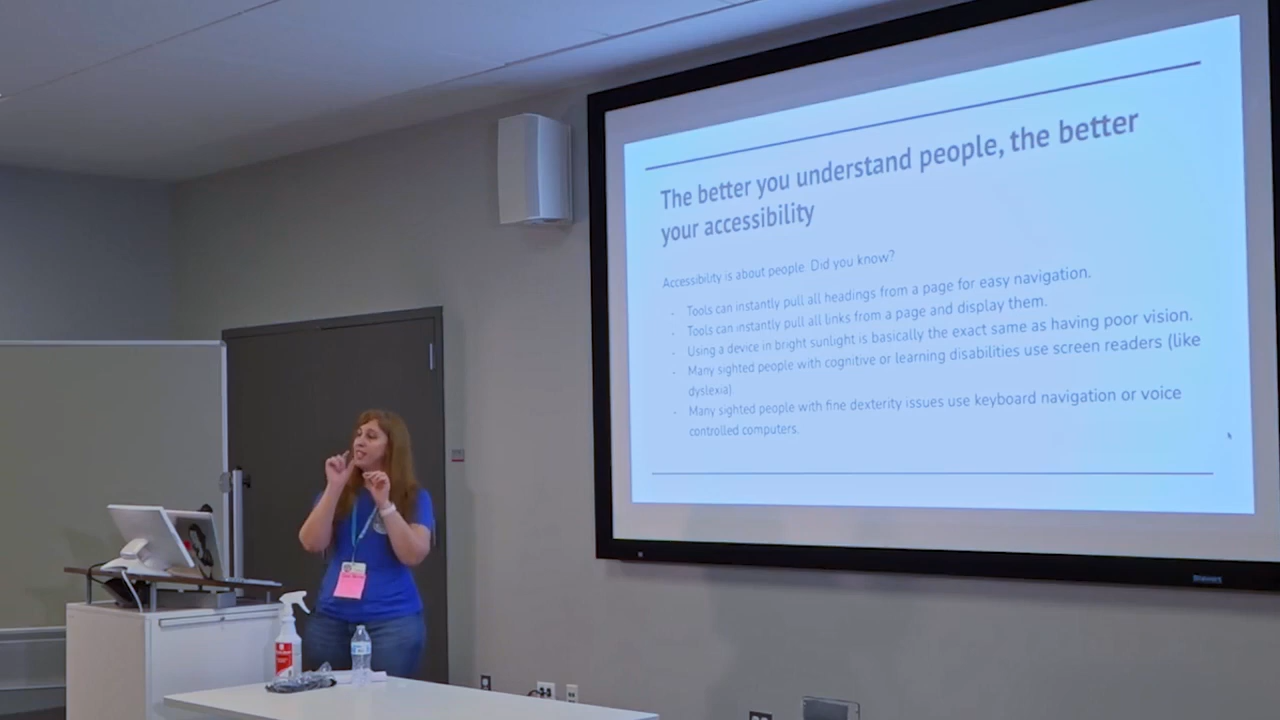 The better you understand people, the better
your accessibility
Accessibility is about people. Did you know?
- Tools can instantly pull all headings from a page for easy navigation.
- Tools can instantly pull all links from a page and display them.
- Using a device in bright sunlight is basically the exact same as having poor vision.
- Many sighted people with cognitive or learning disabilities use screen readers (like
dyslexia).
- Many sighted people with fine dexterity issues use keyboard navigation or voice
controlled computers.
Stewart